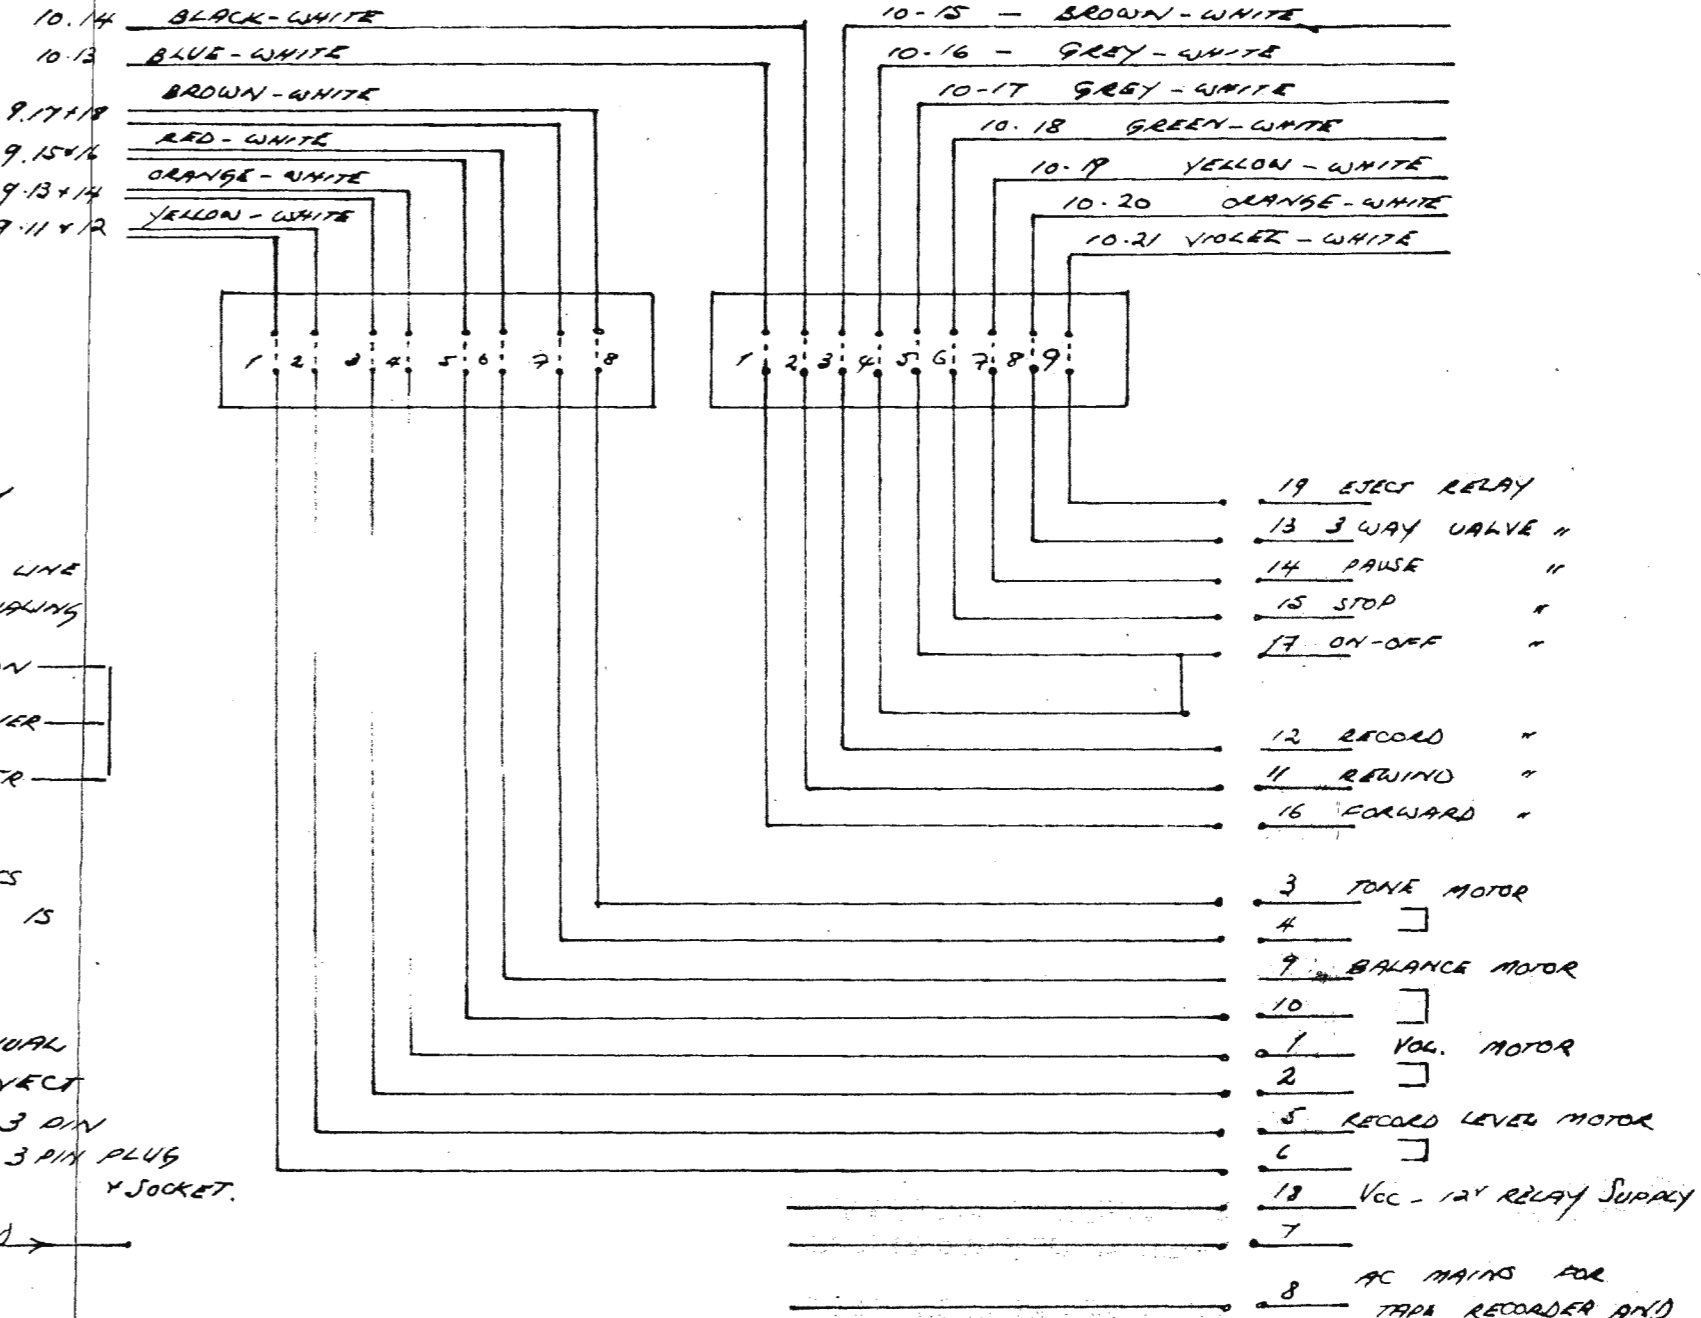 10.14 BLACK-WHITE
10.13 BLUE-WHITE
BROWN-WHITE
9.17+18
RED-WHITE
9.15+16
ORANGE-WHITE
9.13+14
YELLOW-WHITE
9.11+12
10-15 - BROWN-WHITE
10-16 - GREY-WHITE
10-17 GREY-WHITE
10.18 GREEN-WHITE
10.19 YELLOW-WHITE
10.20 ORANGE-WHITE
10.21 VIOLET-WHITE
1 2 3 4 5 6 7 8
1 2 3 4 5 6 7 8 9
19 EJECT RELAY
13 3 WAY VALVE "
14 PAUSE "
15 STOP "
17 ON-OFF "
12 RECORD "
11 REWIND "
16 FORWARD "
3 TONE MOTOR
4
9 BALANCE MOTOR
10
1 VOL. MOTOR
2
5 RECORD LEVEL MOTOR
6
18 VCC - 12V RELAY SUPPLY
7
8 AC MAINS FOR
TAPE RECORDER AND
LINE
IS
3 PIN
3 PIN PLUG
+ SOCKET.